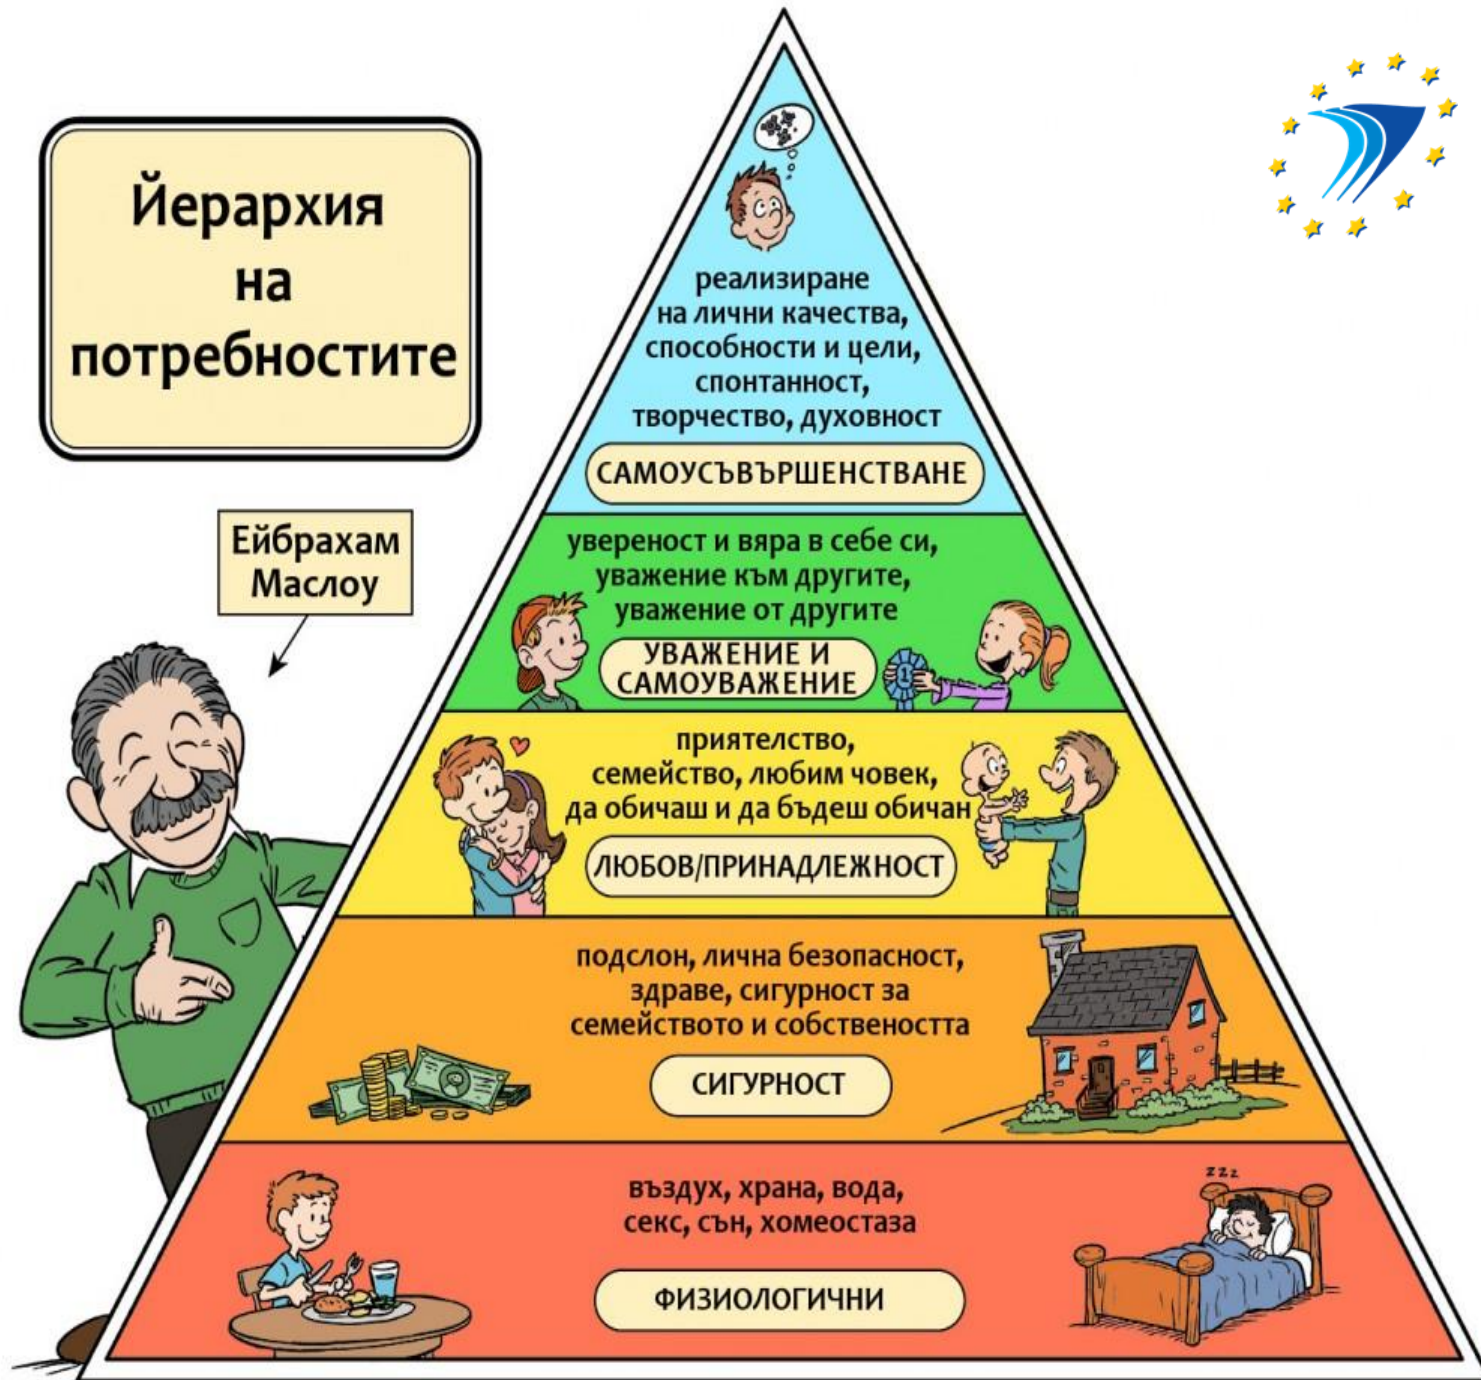 Йерархия
на
потребностите
Ейбрахам
Маслоу
реализиране
на лични качества,
способности и цели,
спонтанност,
творчество, духовност
САМОУСЪВЪРШЕНСТВАНЕ
увереност и вяра в себе си,
уважение към другите,
уважение от другите
УВАЖЕНИЕ И
САМОУВАЖЕНИЕ
1
приятелство,
семейство, любим човек,
да обичаш и да бъдеш обичан
ЛЮБОВ/ПРИНАДЛЕЖНОСТ
подслон, лична безопасност,
здраве, сигурност за
семейството и собствеността
СИГУРНОСТ
zzz
въздух, храна, вода,
секс, сън, хомеостаза
ФИЗИОЛОГИЧНИ